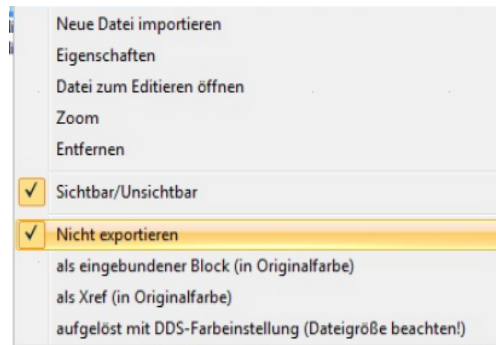 Neue Datei importieren
Eigenschaften
Datei zum Editieren öffnen
Zoom
Entfernen
Sichtbar/Unsichtbar
Nicht exportieren
als eingebundener Block (in Originalfarbe)
als Xref (in Originalfarbe)
aufgelöst mit DDS-Farbeinstellung (Dateigröße beachten!)